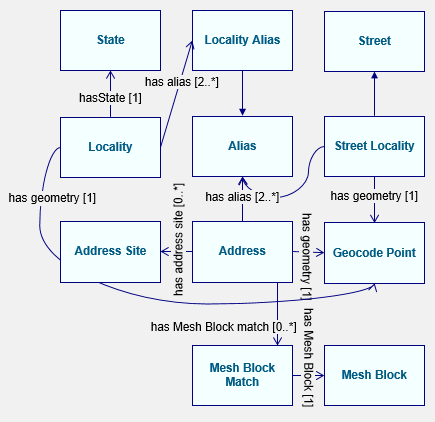 State
Locality Alias
Street
has alias [2..*]
hasState [1]
Locality
Alias
Street Locality
has geometry [1]
has alias [2..*]
has geometry [1]
has address site [0..*]
has geometry [1]
Address Site
Address
Geocode Point
has Mesh Block match [0..*]
has Mesh Block [1]
Mesh Block
Match
Mesh Block